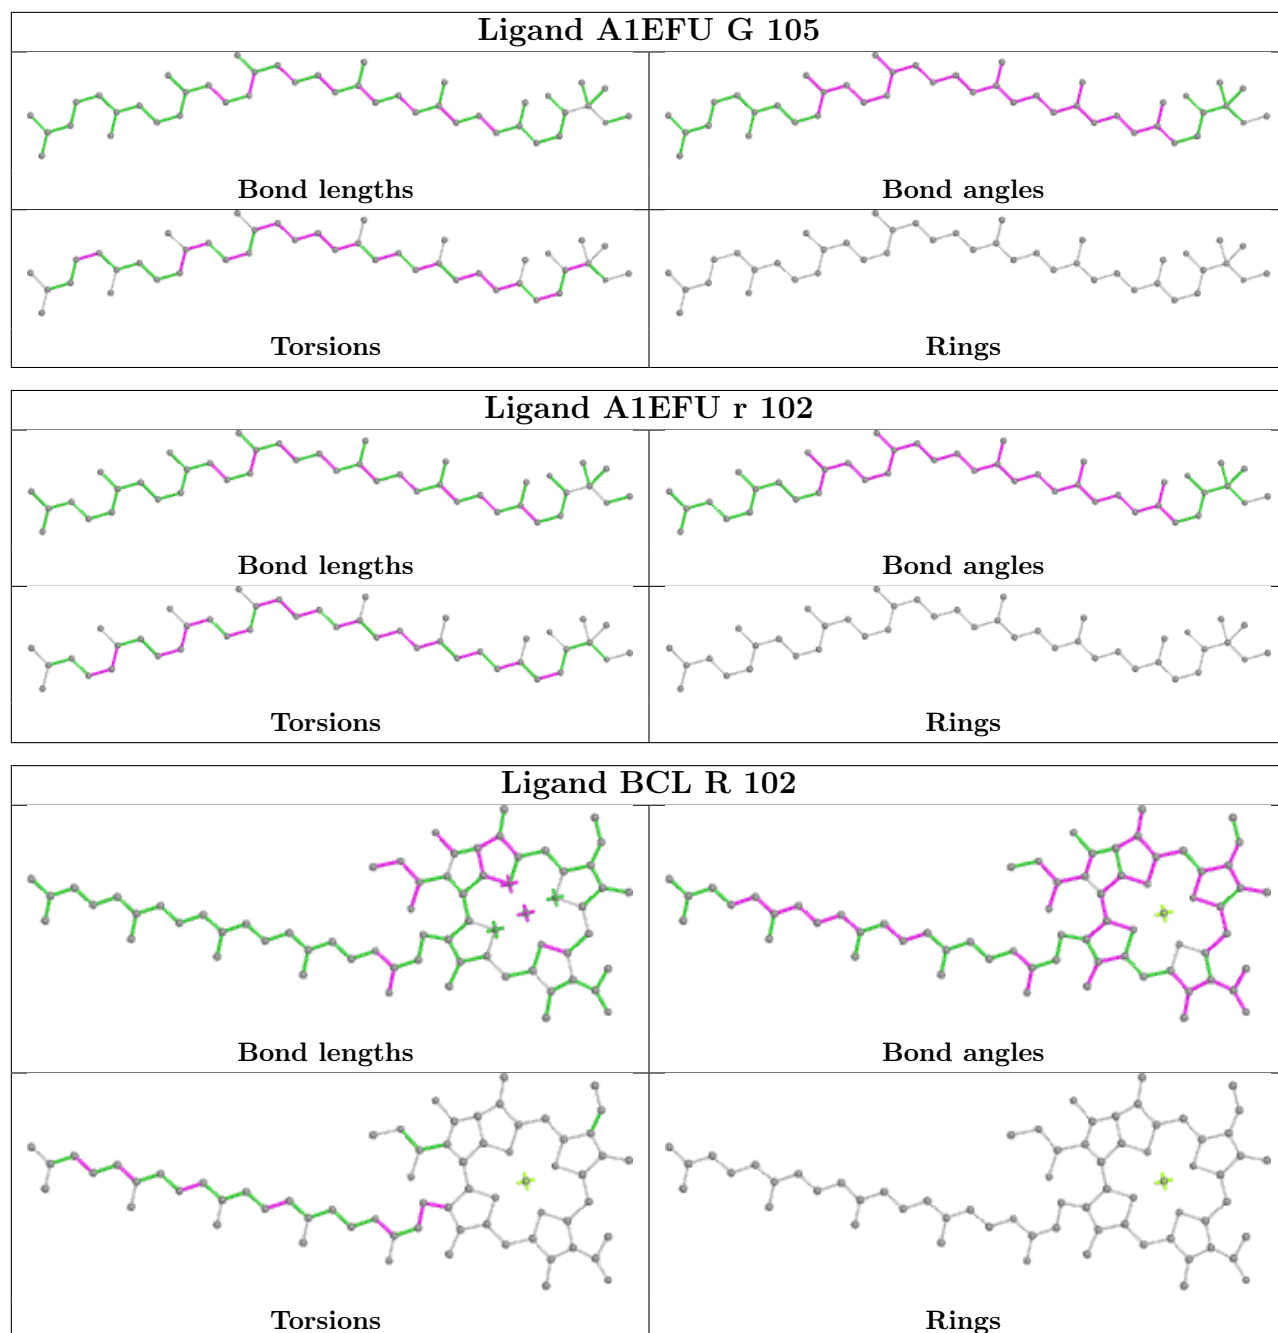 Ligand A1EFU G 105
Bond lengths
Bond angles
Torsions
Rings
Ligand A1EFU r 102
Bond lengths
Bond angles
Torsions
Rings
Ligand BCL R 102
Bond lengths
Bond angles
Torsions
Rings